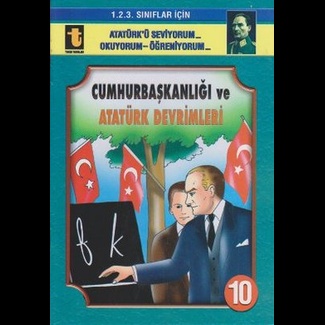 1.2.3. SINIFLAR İÇİN
ATATÜRK'Ü SEVİYORUM...
OKUYORUM- ÖĞRENİYORUM...
t
CUMHURBAŞKANLIĞI ve
ATATÜRK DEVRİMLERİ
f k
10